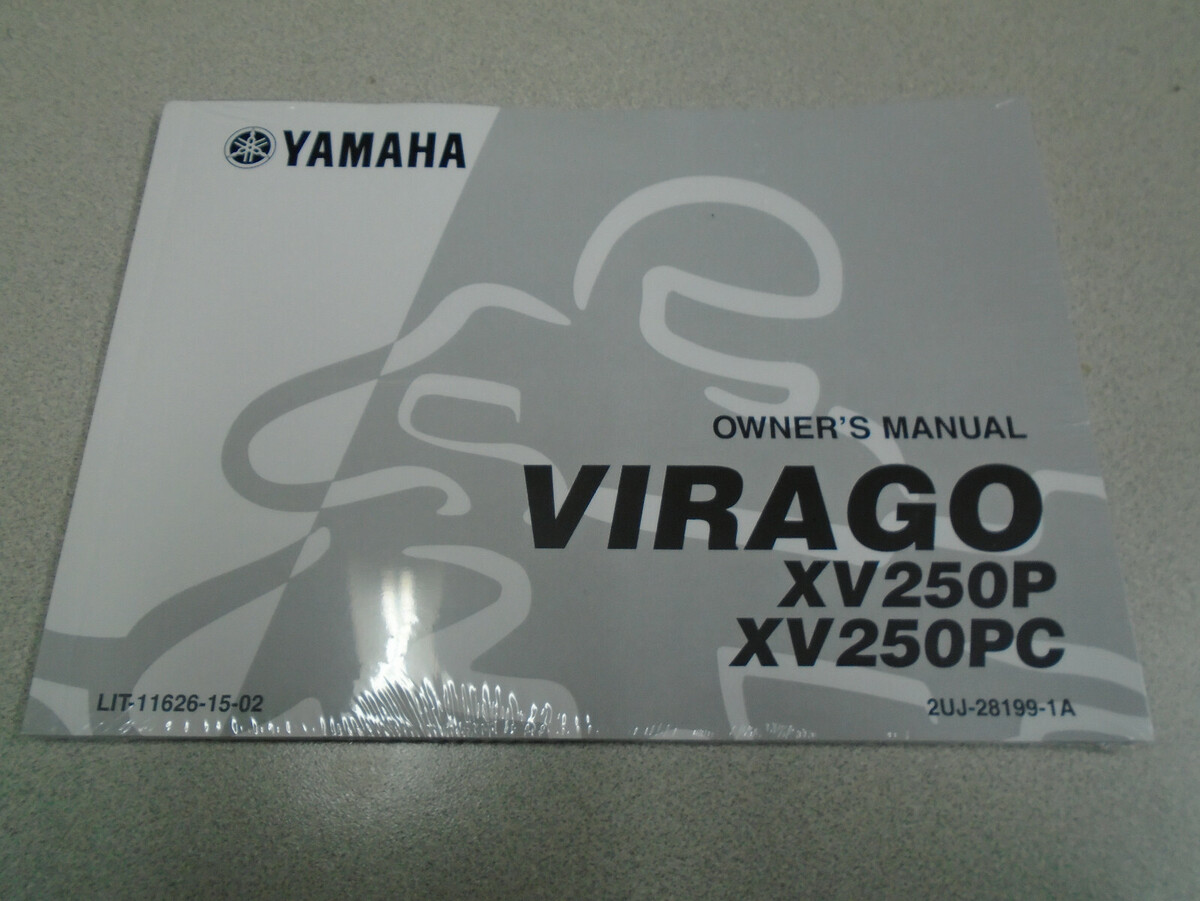 YAMAHA
OWNER'S MANUAL
VIRAGO
XV250P
XV250PC
LIT-11626-15-02
2UJ-28199-1A